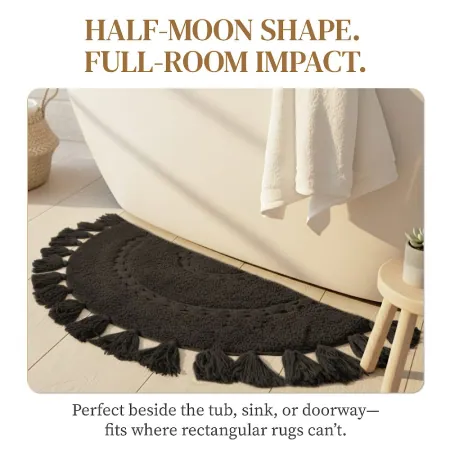 HALF-MOON SHAPE.
FULL-ROOM IMPACT.
Perfect beside the tub, sink, or doorway—
fits where rectangular rugs can’t.